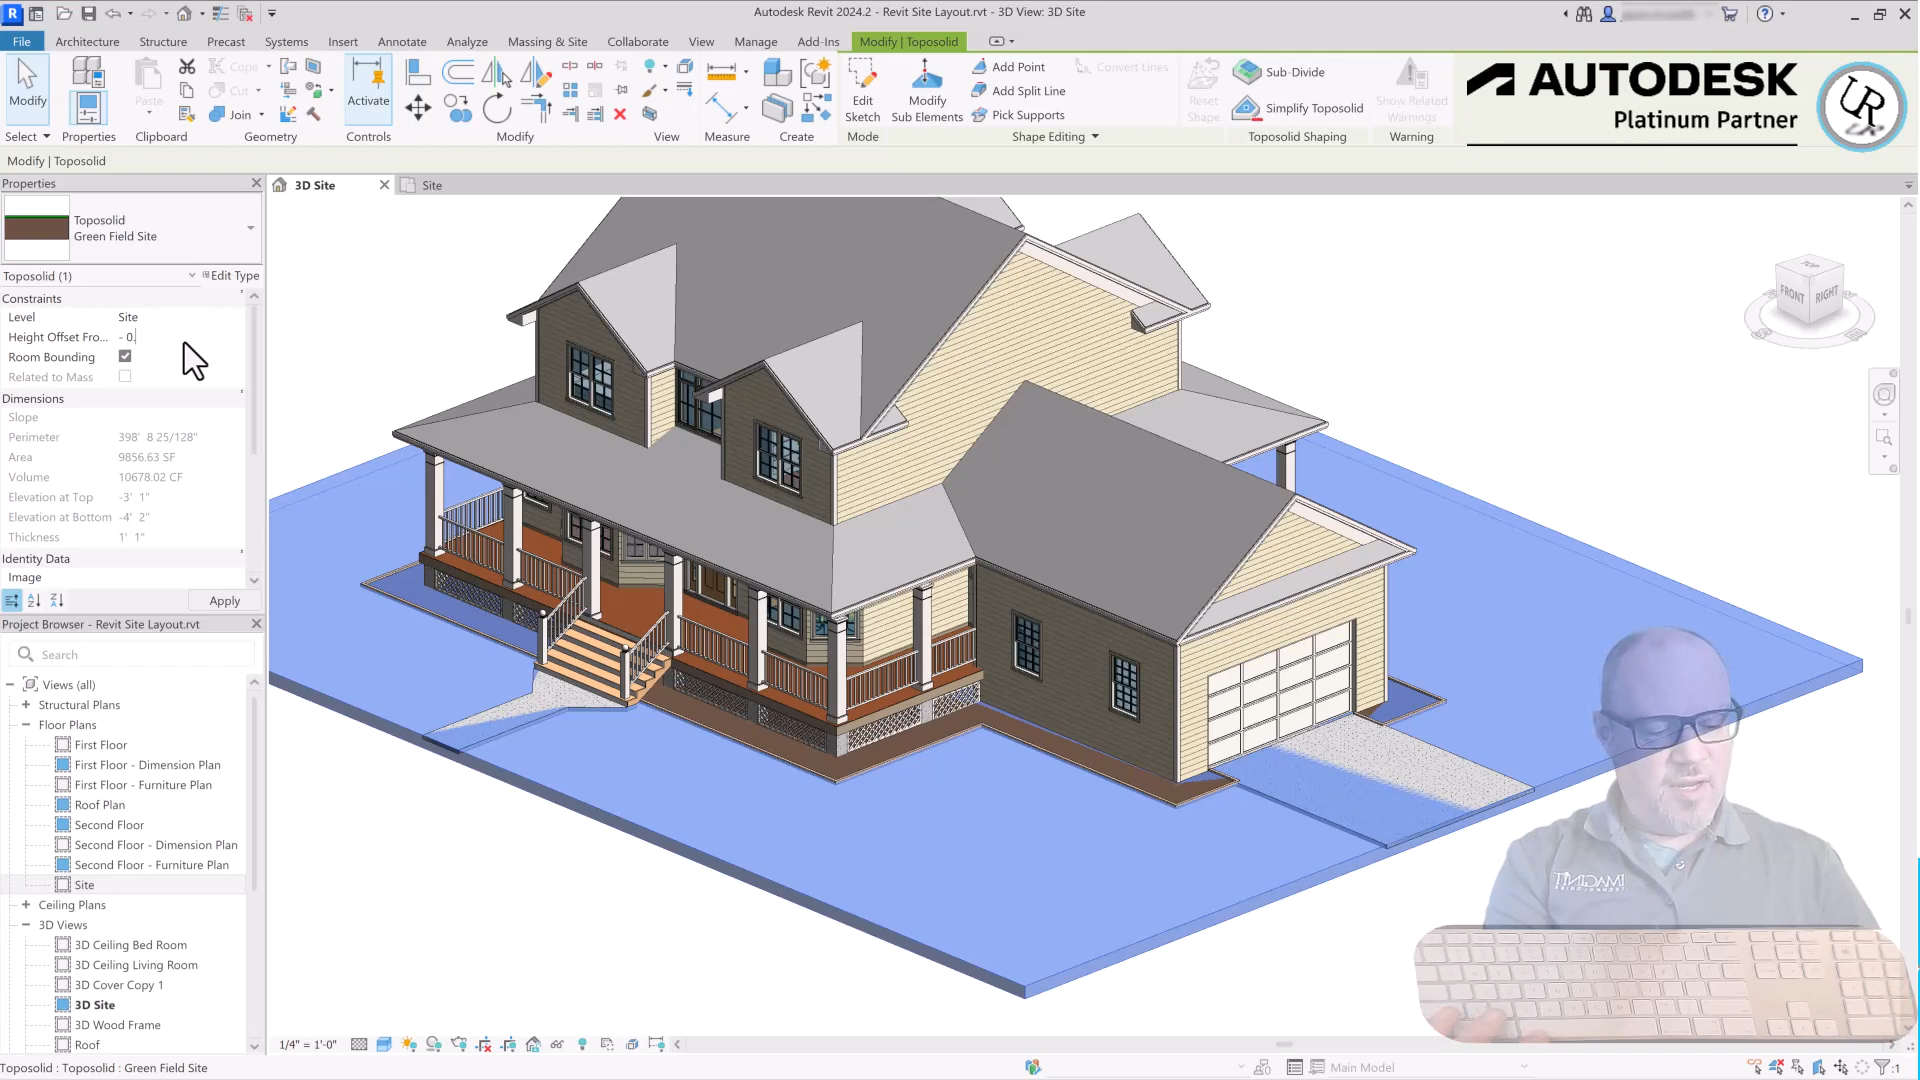 Autodesk Revit 2024.2 - Revit Site Layout.rvt - 3D View: 3D Site
File Architecture Structure Precast Systems Insert Annotate Analyze Massing & Site Collaborate View Manage Add-Ins Modify | Toposolid
Modify
Paste
Cope
Cut
Join
Activate
Edit Sketch
Modify Sub Elements
Add Point
Add Split Line
Pick Supports
Convert Lines
Reset Shape
Sub-Divide
Simplify Toposolid
Show Related Warnings
Select Properties Clipboard Geometry Controls Modify View Measure Create Mode Shape Editing Toposolid Shaping Warning
AUTODESK
Platinum Partner
UR
Modify | Toposolid
Properties
3D Site
Site
Toposolid
Green Field Site
Toposolid (1)
Edit Type
Constraints
Level Site
Height Offset Fro... - 0.
Room Bounding
Related to Mass
Dimensions
Slope
Perimeter 398' 8 25/128"
Area 9856.63 SF
Volume 10678.02 CF
Elevation at Top -3' 1"
Elevation at Bottom -4' 2"
Thickness 1' 1"
Identity Data
Image
Apply
Project Browser - Revit Site Layout.rvt
Search
Views (all)
Structural Plans
Floor Plans
First Floor
First Floor - Dimension Plan
First Floor - Furniture Plan
Roof Plan
Second Floor
Second Floor - Dimension Plan
Second Floor - Furniture Plan
Site
Ceiling Plans
3D Views
3D Ceiling Bed Room
3D Ceiling Living Room
3D Cover Copy 1
3D Site
3D Wood Frame
Roof
TOP
FRONT
RIGHT
1/4" = 1'-0"
Toposolid : Toposolid : Green Field Site
Main Model
:1